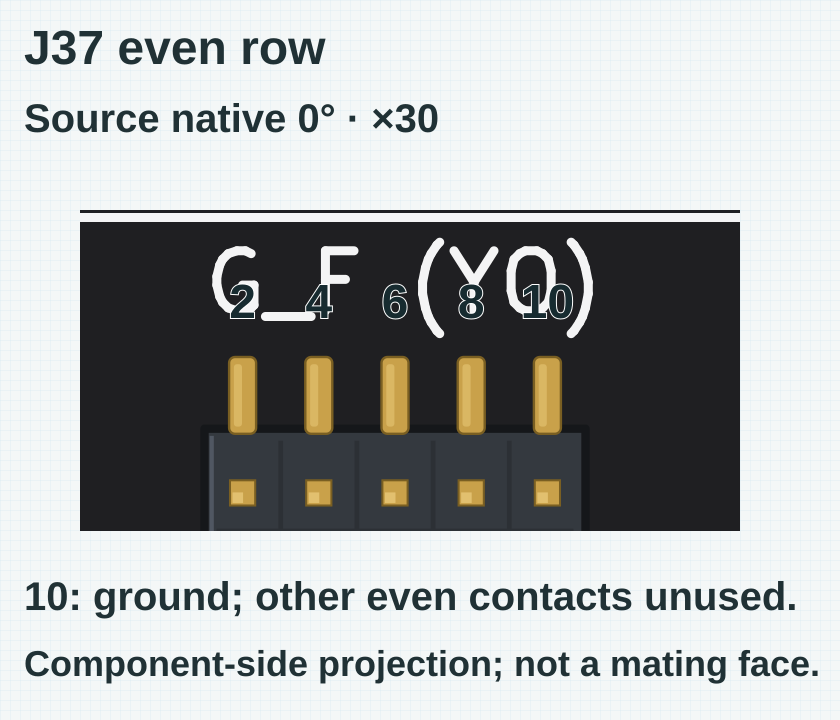 J37 even row
Source native 0° · ×30
G_F (YO)
2 4 6 8 10
10: ground; other even contacts unused.
Component-side projection; not a mating face.